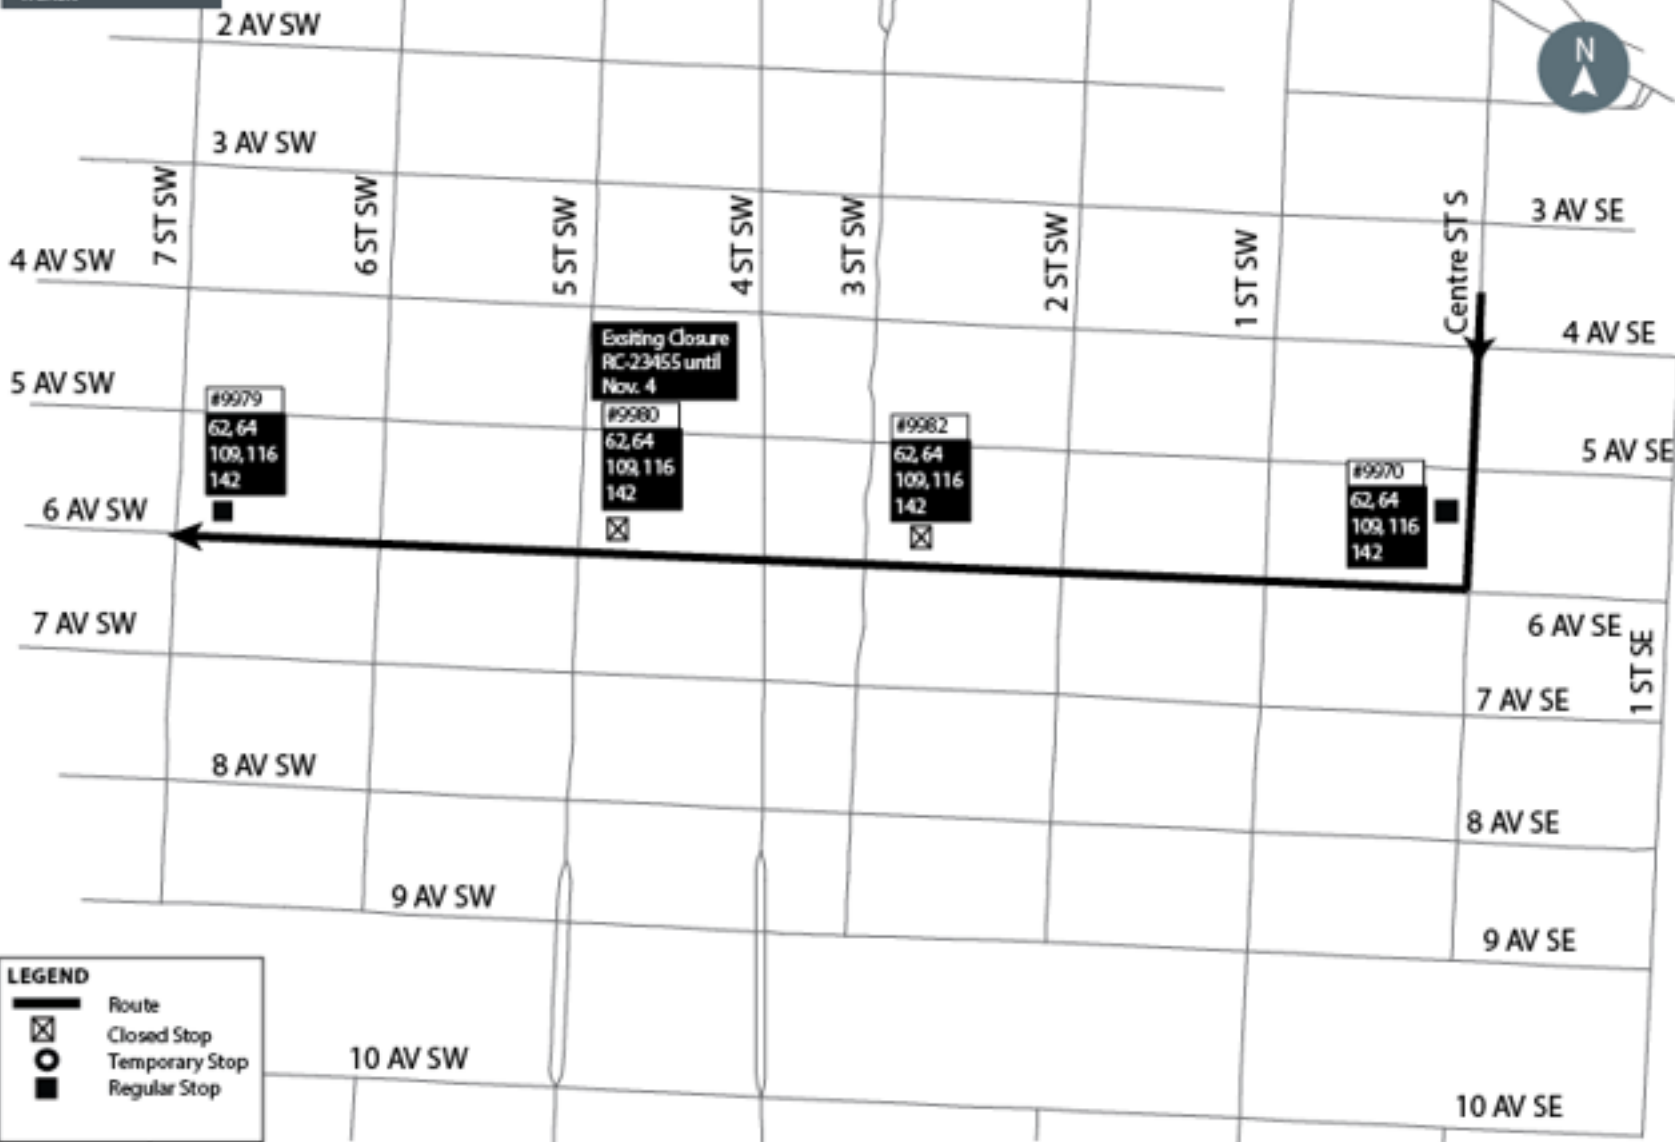 2 AV SW
3 AV SW
N
7 ST SW
6 ST SW
5 ST SW
4 ST SW
3 ST SW
2 ST SW
1 ST SW
Centre ST S
3 AV SE
4 AV SW
4 AV SE
Exsiting Closure
RC-23455 until
Nov. 4
5 AV SW
5 AV SE
#9979
62, 64
109, 116
142
#9980
62, 64
109, 116
142
#9982
62, 64
109, 116
142
#9970
62, 64
109, 116
142
6 AV SW
6 AV SE
1 ST SE
7 AV SW
7 AV SE
8 AV SW
8 AV SE
9 AV SW
9 AV SE
LEGEND
Route
Closed Stop
Temporary Stop
Regular Stop
10 AV SW
10 AV SE